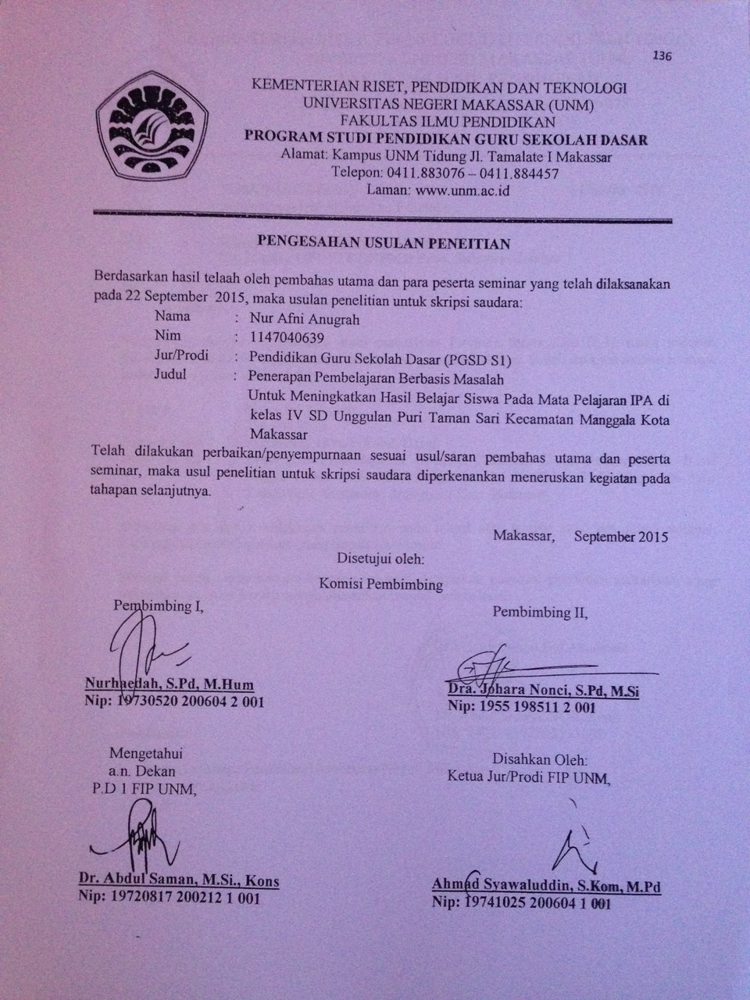 136
KEMENTERIAN RISET, PENDIDIKAN DAN TEKNOLOGI
UNIVERSITAS NEGERI MAKASSAR (UNM)
FAKULTAS ILMU PENDIDIKAN
PROGRAM STUDI PENDIDIKAN GURU SEKOLAH DASAR
Alamat: Kampus UNM Tidung Jl. Tamalate I Makassar
Telepon: 0411.883076 – 0411.884457
Laman: www.unm.ac.id
PENGESAHAN USULAN PENEITIAN
Berdasarkan hasil telaah oleh pembahas utama dan para peserta seminar yang telah dilaksanakan
pada 22 September 2015, maka usulan penelitian untuk skripsi saudara:
Nama : Nur Afni Anugrah
Nim : 1147040639
Jur/Prodi : Pendidikan Guru Sekolah Dasar (PGSD S1)
Judul : Penerapan Pembelajaran Berbasis Masalah
Untuk Meningkatkan Hasil Belajar Siswa Pada Mata Pelajaran IPA di
kelas IV SD Unggulan Puri Taman Sari Kecamatan Manggala Kota
Makassar
Telah dilakukan perbaikan/penyempurnaan sesuai usul/saran pembahas utama dan peserta
seminar, maka usul penelitian untuk skripsi saudara diperkenankan meneruskan kegiatan pada
tahapan selanjutnya.
Makassar, September 2015
Disetujui oleh:
Komisi Pembimbing
Pembimbing I, Pembimbing II,
Nurhaedah, S.Pd, M.Hum Dra. Johara Nonci, S.Pd, M.Si
Nip: 19730520 200604 2 001 Nip: 1955 198511 2 001
Mengetahui Disahkan Oleh:
a.n. Dekan Ketua Jur/Prodi FIP UNM,
P.D 1 FIP UNM,
Dr. Abdul Saman, M.Si., Kons Ahmad Syawaluddin, S.Kom, M.Pd
Nip: 19720817 200212 1 001 Nip: 19741025 200604 1 001